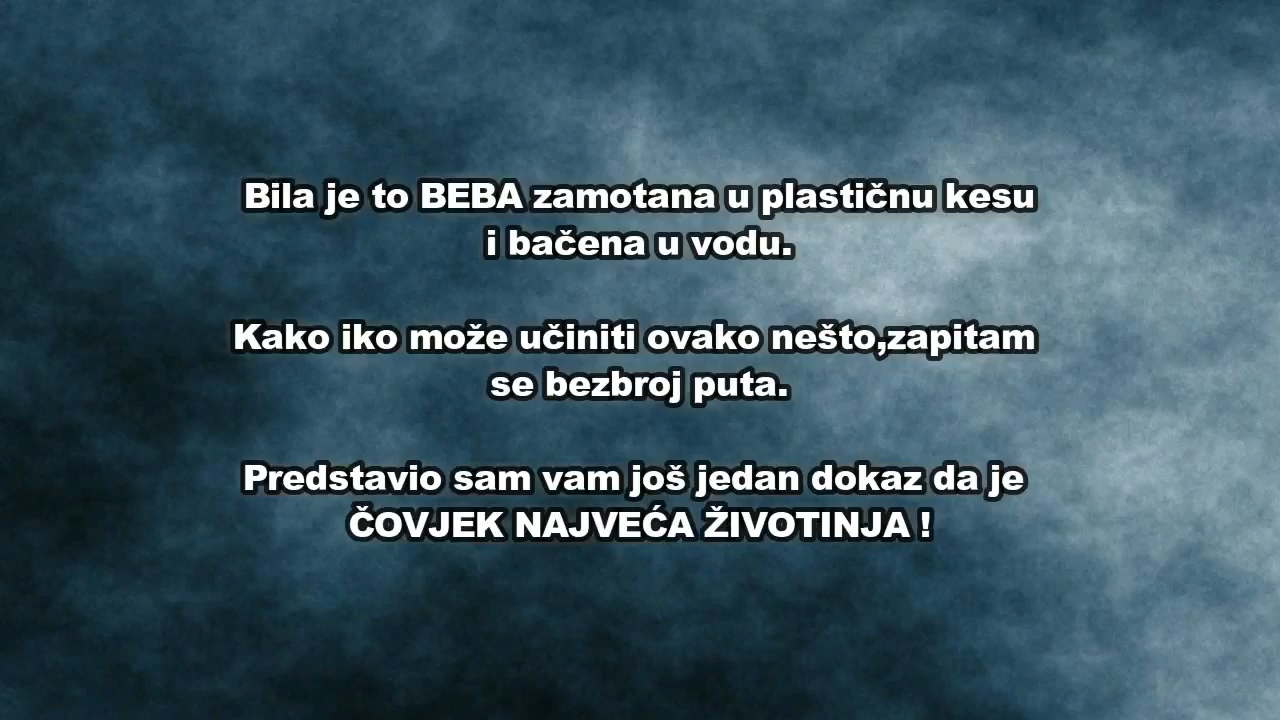 Bila je to BEBA zamotana u plastičnu kesu
i bačena u vodu.
Kako iko može učiniti ovako nešto,zapitam
se bezbroj puta.
Predstavio sam vam još jedan dokaz da je
ČOVJEK NAJVEĆA ŽIVOTINJA !